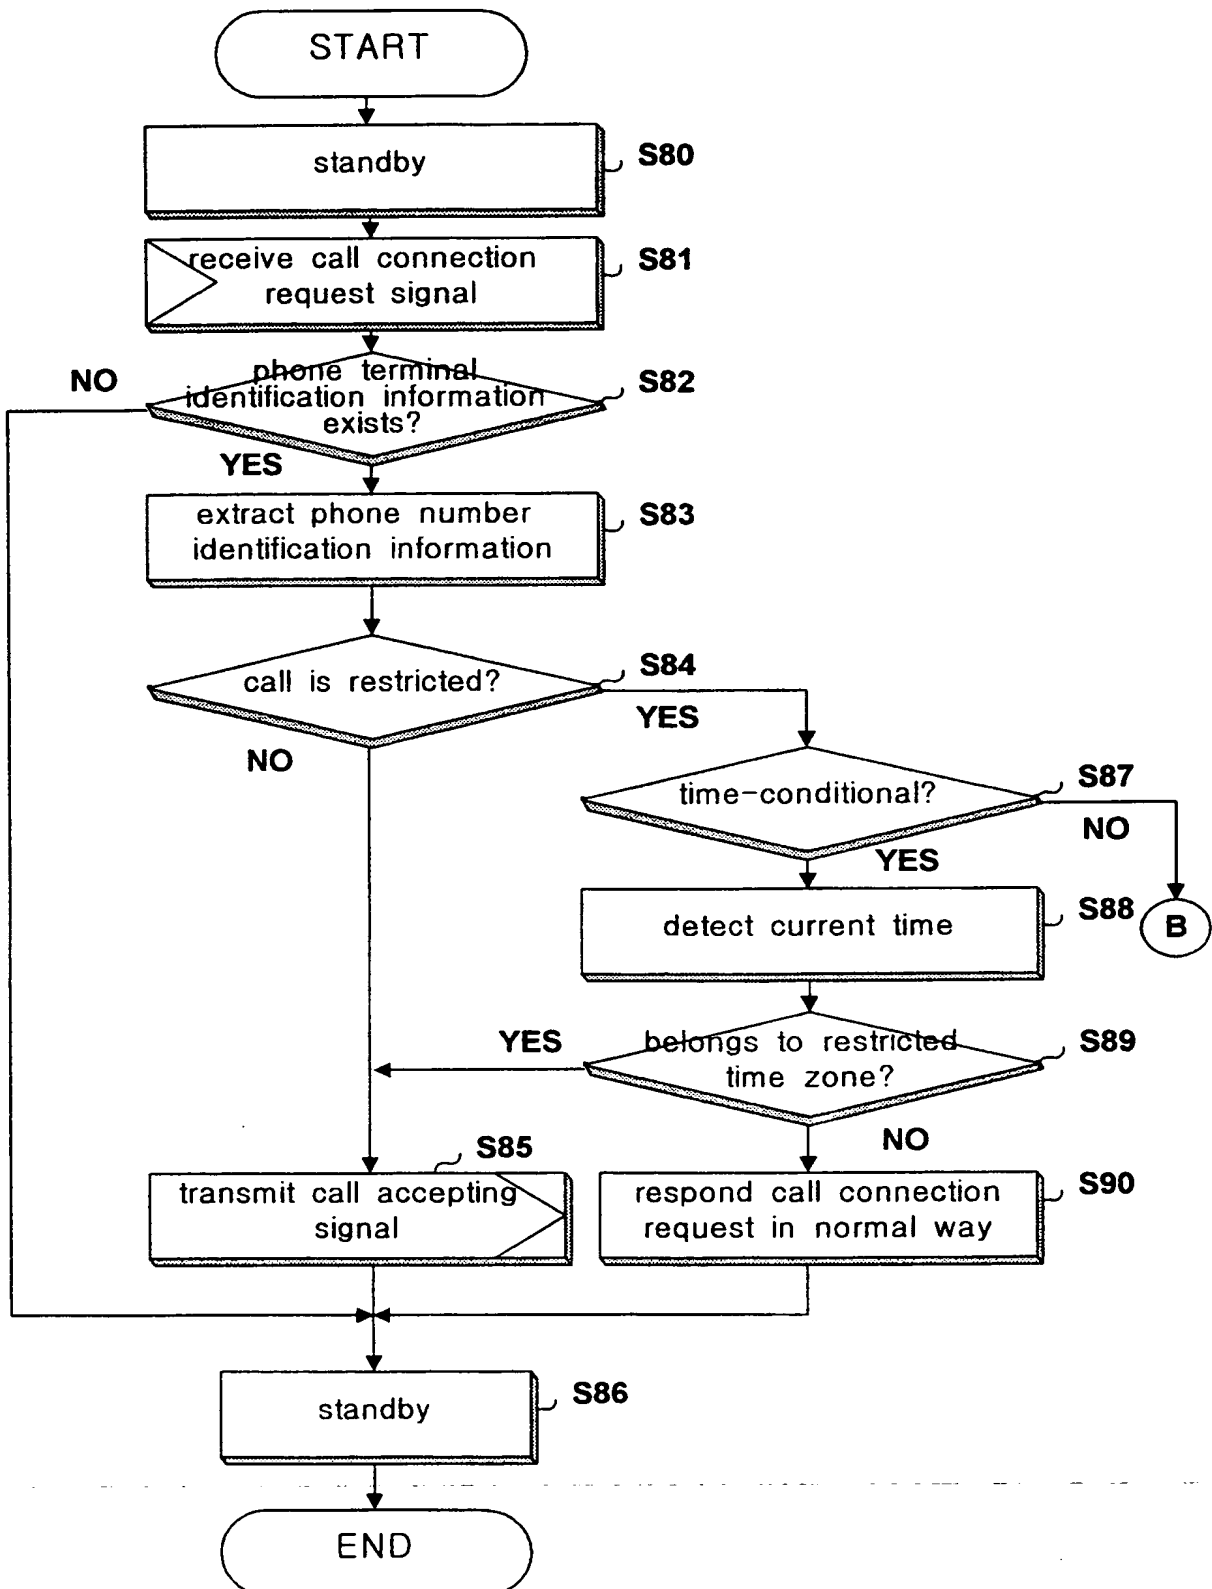 START
standby
S80
receive call connection
request signal
S81
phone terminal
identification information
exists?
S82
NO
YES
extract phone number
identification information
S83
call is restricted?
S84
YES
NO
time-conditional?
S87
NO
YES
detect current time
S88
B
belongs to restricted
time zone?
S89
YES
NO
S85
transmit call accepting
signal
respond call connection
request in normal way
S90
standby
S86
END